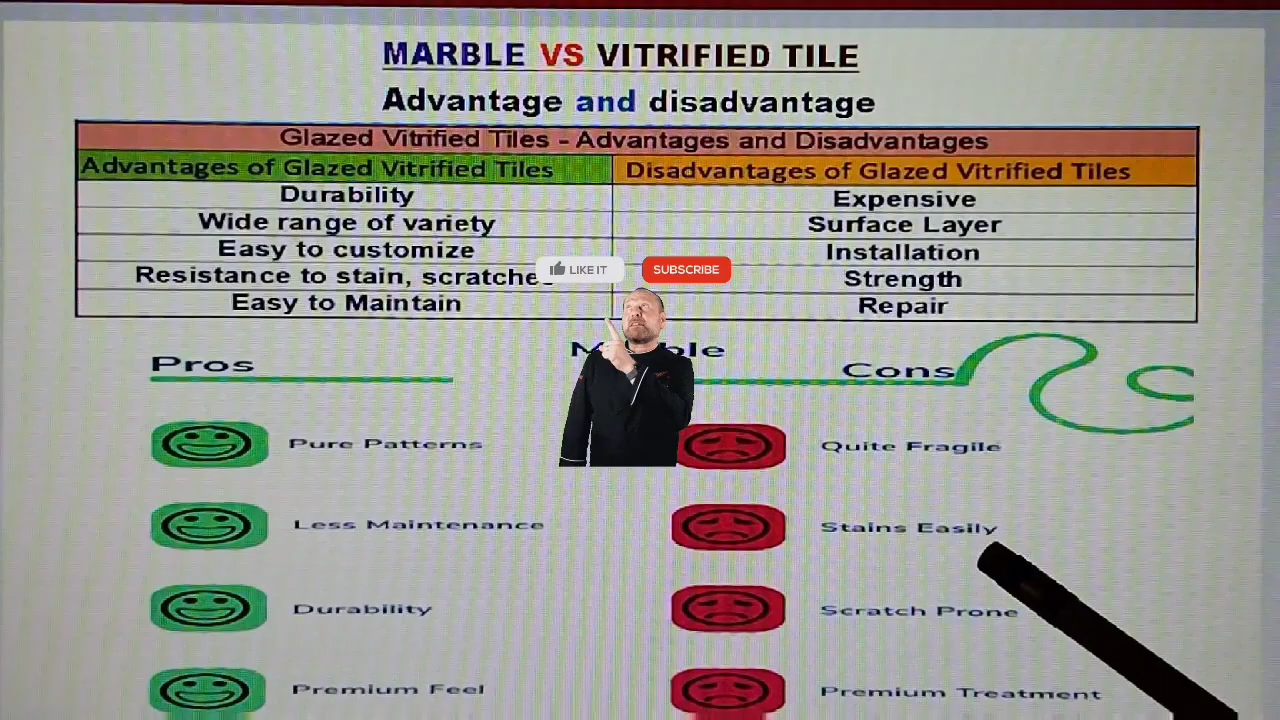 MARBLE VS VITRIFIED TILE
Advantage and disadvantage
Glazed Vitrified Tiles - Advantages and Disadvantages
Advantages of Glazed Vitrified Tiles Disadvantages of Glazed Vitrified Tiles
Durability Expensive
Wide range of variety Surface Layer
Easy to customize Installation
LIKE IT SUBSCRIBE
Resistance to stain, Strength
Easy to Maintain Repair
Pros Cons
Pure Patterns Quite Fragile
Less Maintenance Stains Easily
Durability Scratch Prone
Premium Feel Premium Treatment